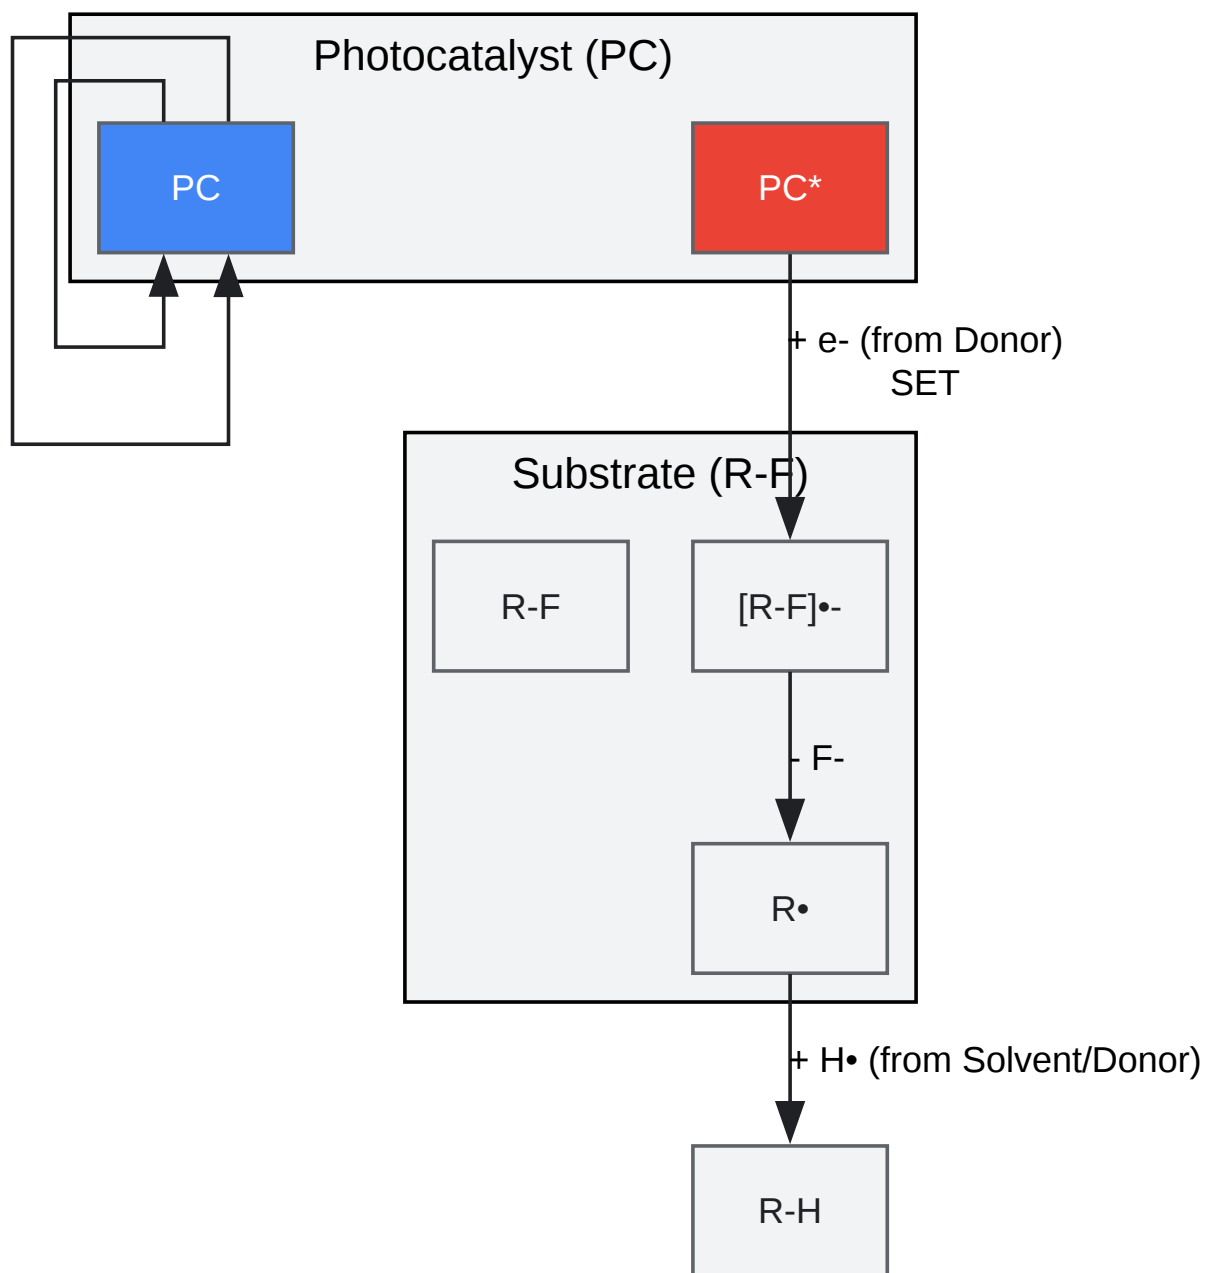 Photocatalyst (PC)
PC
PC*
+ e- (from Donor)
SET
Substrate (R-F)
R-F
[R-F]•-
- F-
R•
+ H• (from Solvent/Donor)
R-H